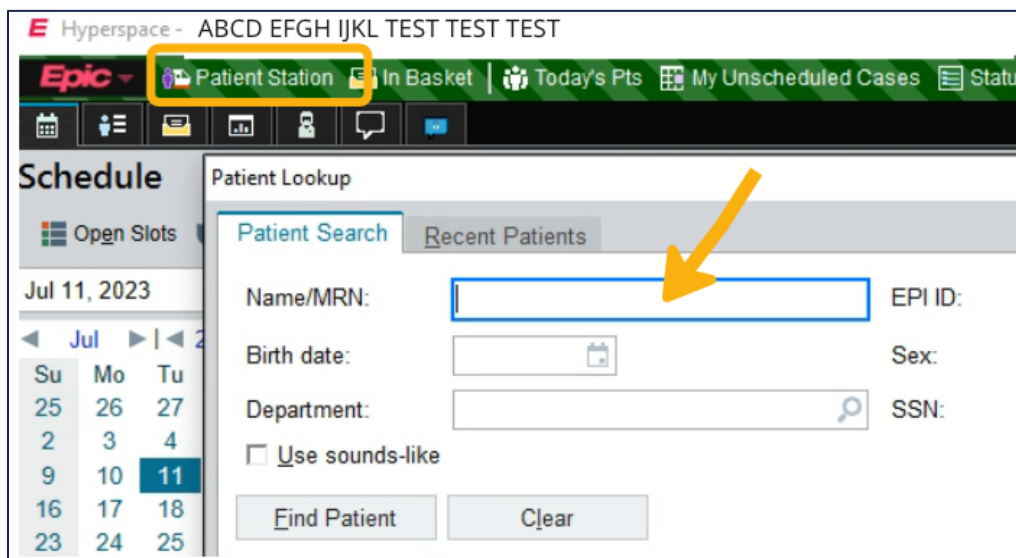 E Hyperspace - ABCD EFGH IJKL TEST TEST TEST
Epic Patient Station In Basket Today's Pts My Unscheduled Cases Statu
Schedule
Patient Lookup
Open Slots
Patient Search Recent Patients
Jul 11, 2023
Name/MRN: EPI ID:
Jul 2
Birth date: Sex:
Su Mo Tu
25 26 27
Department: SSN:
2 3 4
Use sounds-like
9 10 11
16 17 18
Find Patient Clear
23 24 25